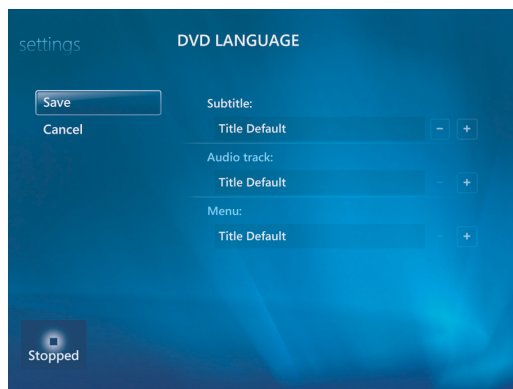 settings
DVD LANGUAGE
Save
Cancel
Subtitle:
Title Default
- +
Audio track:
Title Default
- +
Menu:
Title Default
- +
Stopped